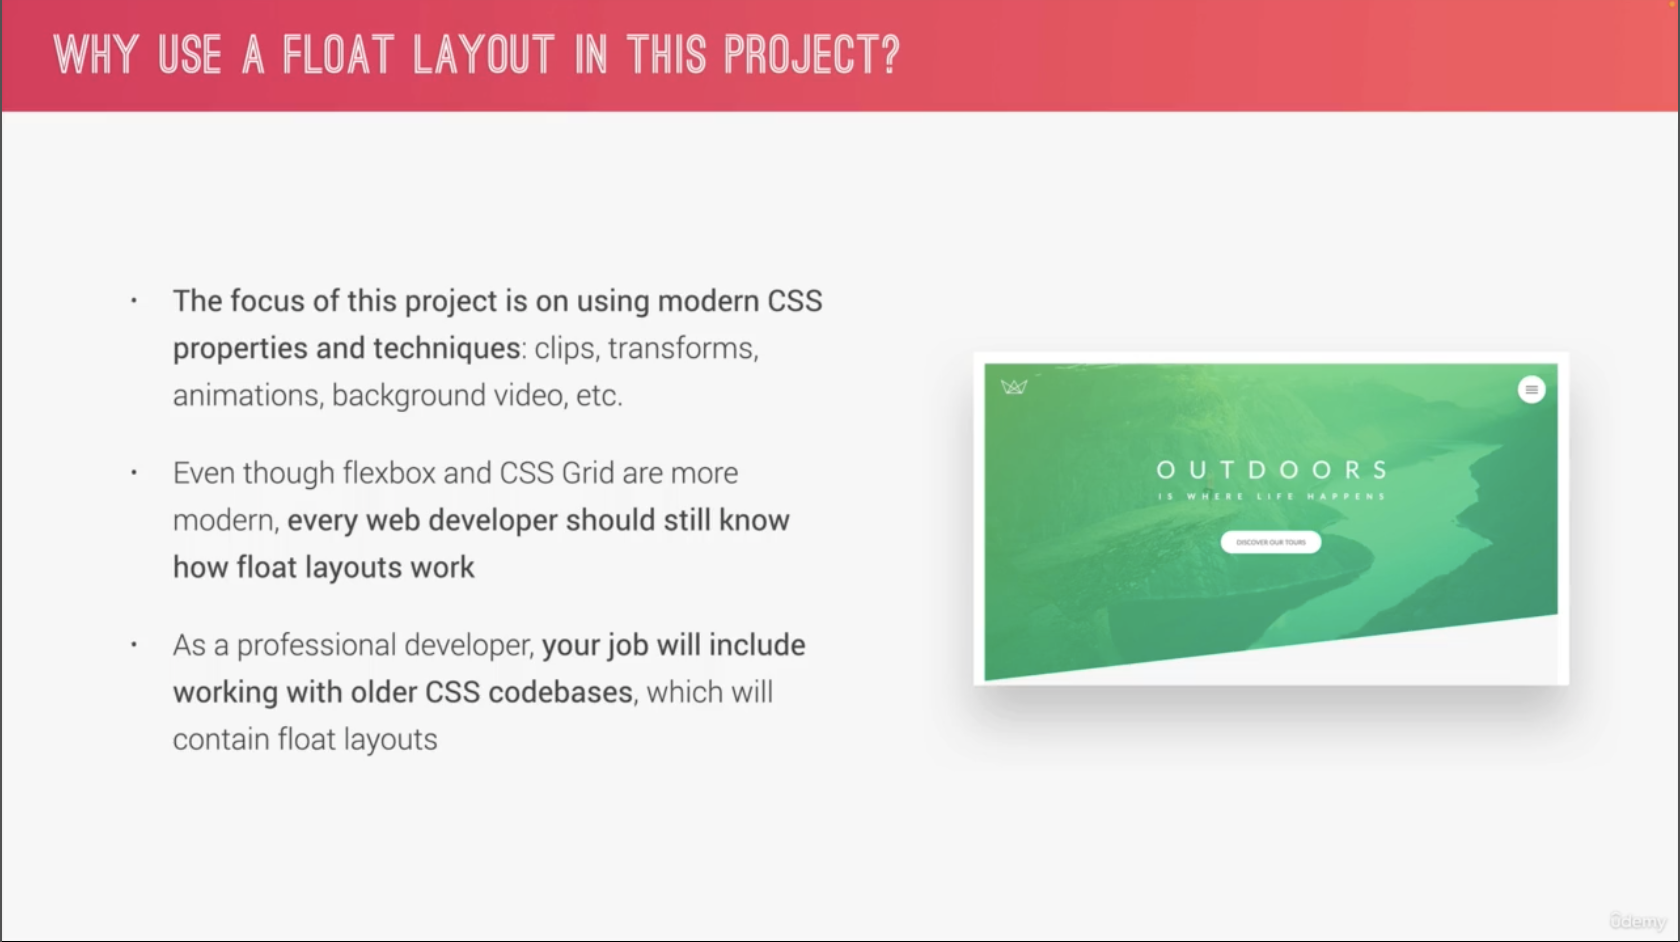 WHY USE A FLOAT LAYOUT IN THIS PROJECT?
• The focus of this project is on using modern CSS
properties and techniques: clips, transforms,
animations, background video, etc.
• Even though flexbox and CSS Grid are more
modern, every web developer should still know
how float layouts work
• As a professional developer, your job will include
working with older CSS codebases, which will
contain float layouts
OUTDOORS
IS WHERE LIFE HAPPENS
DISCOVER OUR TOURS
ûdemy